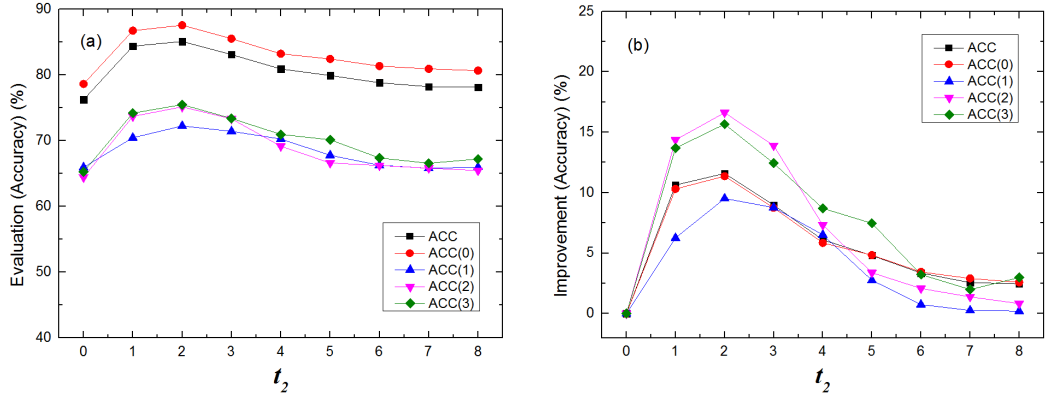 (a)
Evaluation (Accuracy) (%)
90
80
70
60
50
40
0 1 2 3 4 5 6 7 8
t2
ACC
ACC(0)
ACC(1)
ACC(2)
ACC(3)
(b)
Improvement (Accuracy) (%)
25
20
15
10
5
0
0 1 2 3 4 5 6 7 8
t2
ACC
ACC(0)
ACC(1)
ACC(2)
ACC(3)